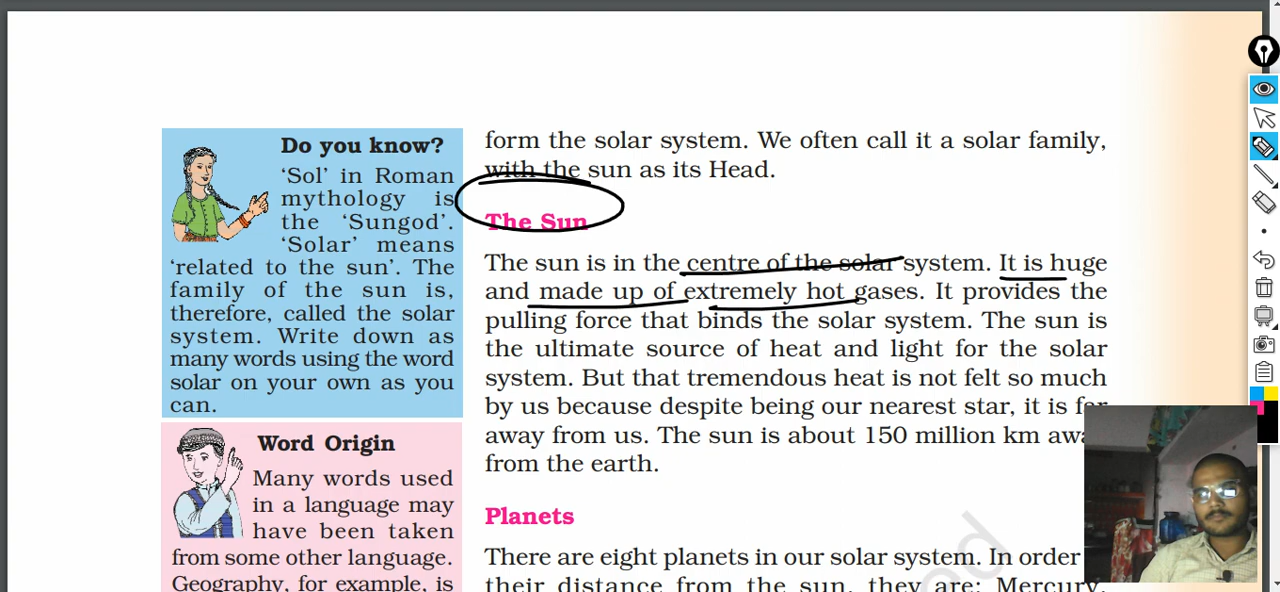 Do you know?
‘Sol’ in Roman
mythology is
the ‘Sungod’.
‘Solar’ means
‘related to the sun’. The
family of the sun is,
therefore, called the solar
system. Write down as
many words using the word
solar on your own as you
can.
Word Origin
Many words used
in a language may
have been taken
from some other language.
Geography, for example, is
form the solar system. We often call it a solar family,
with the sun as its Head.
The Sun
The sun is in the centre of the solar system. It is huge
and made up of extremely hot gases. It provides the
pulling force that binds the solar system. The sun is
the ultimate source of heat and light for the solar
system. But that tremendous heat is not felt so much
by us because despite being our nearest star, it is far
away from us. The sun is about 150 million km
from the earth.
Planets
There are eight planets in our solar system. In order
their distance from the sun, they are: Mercury,